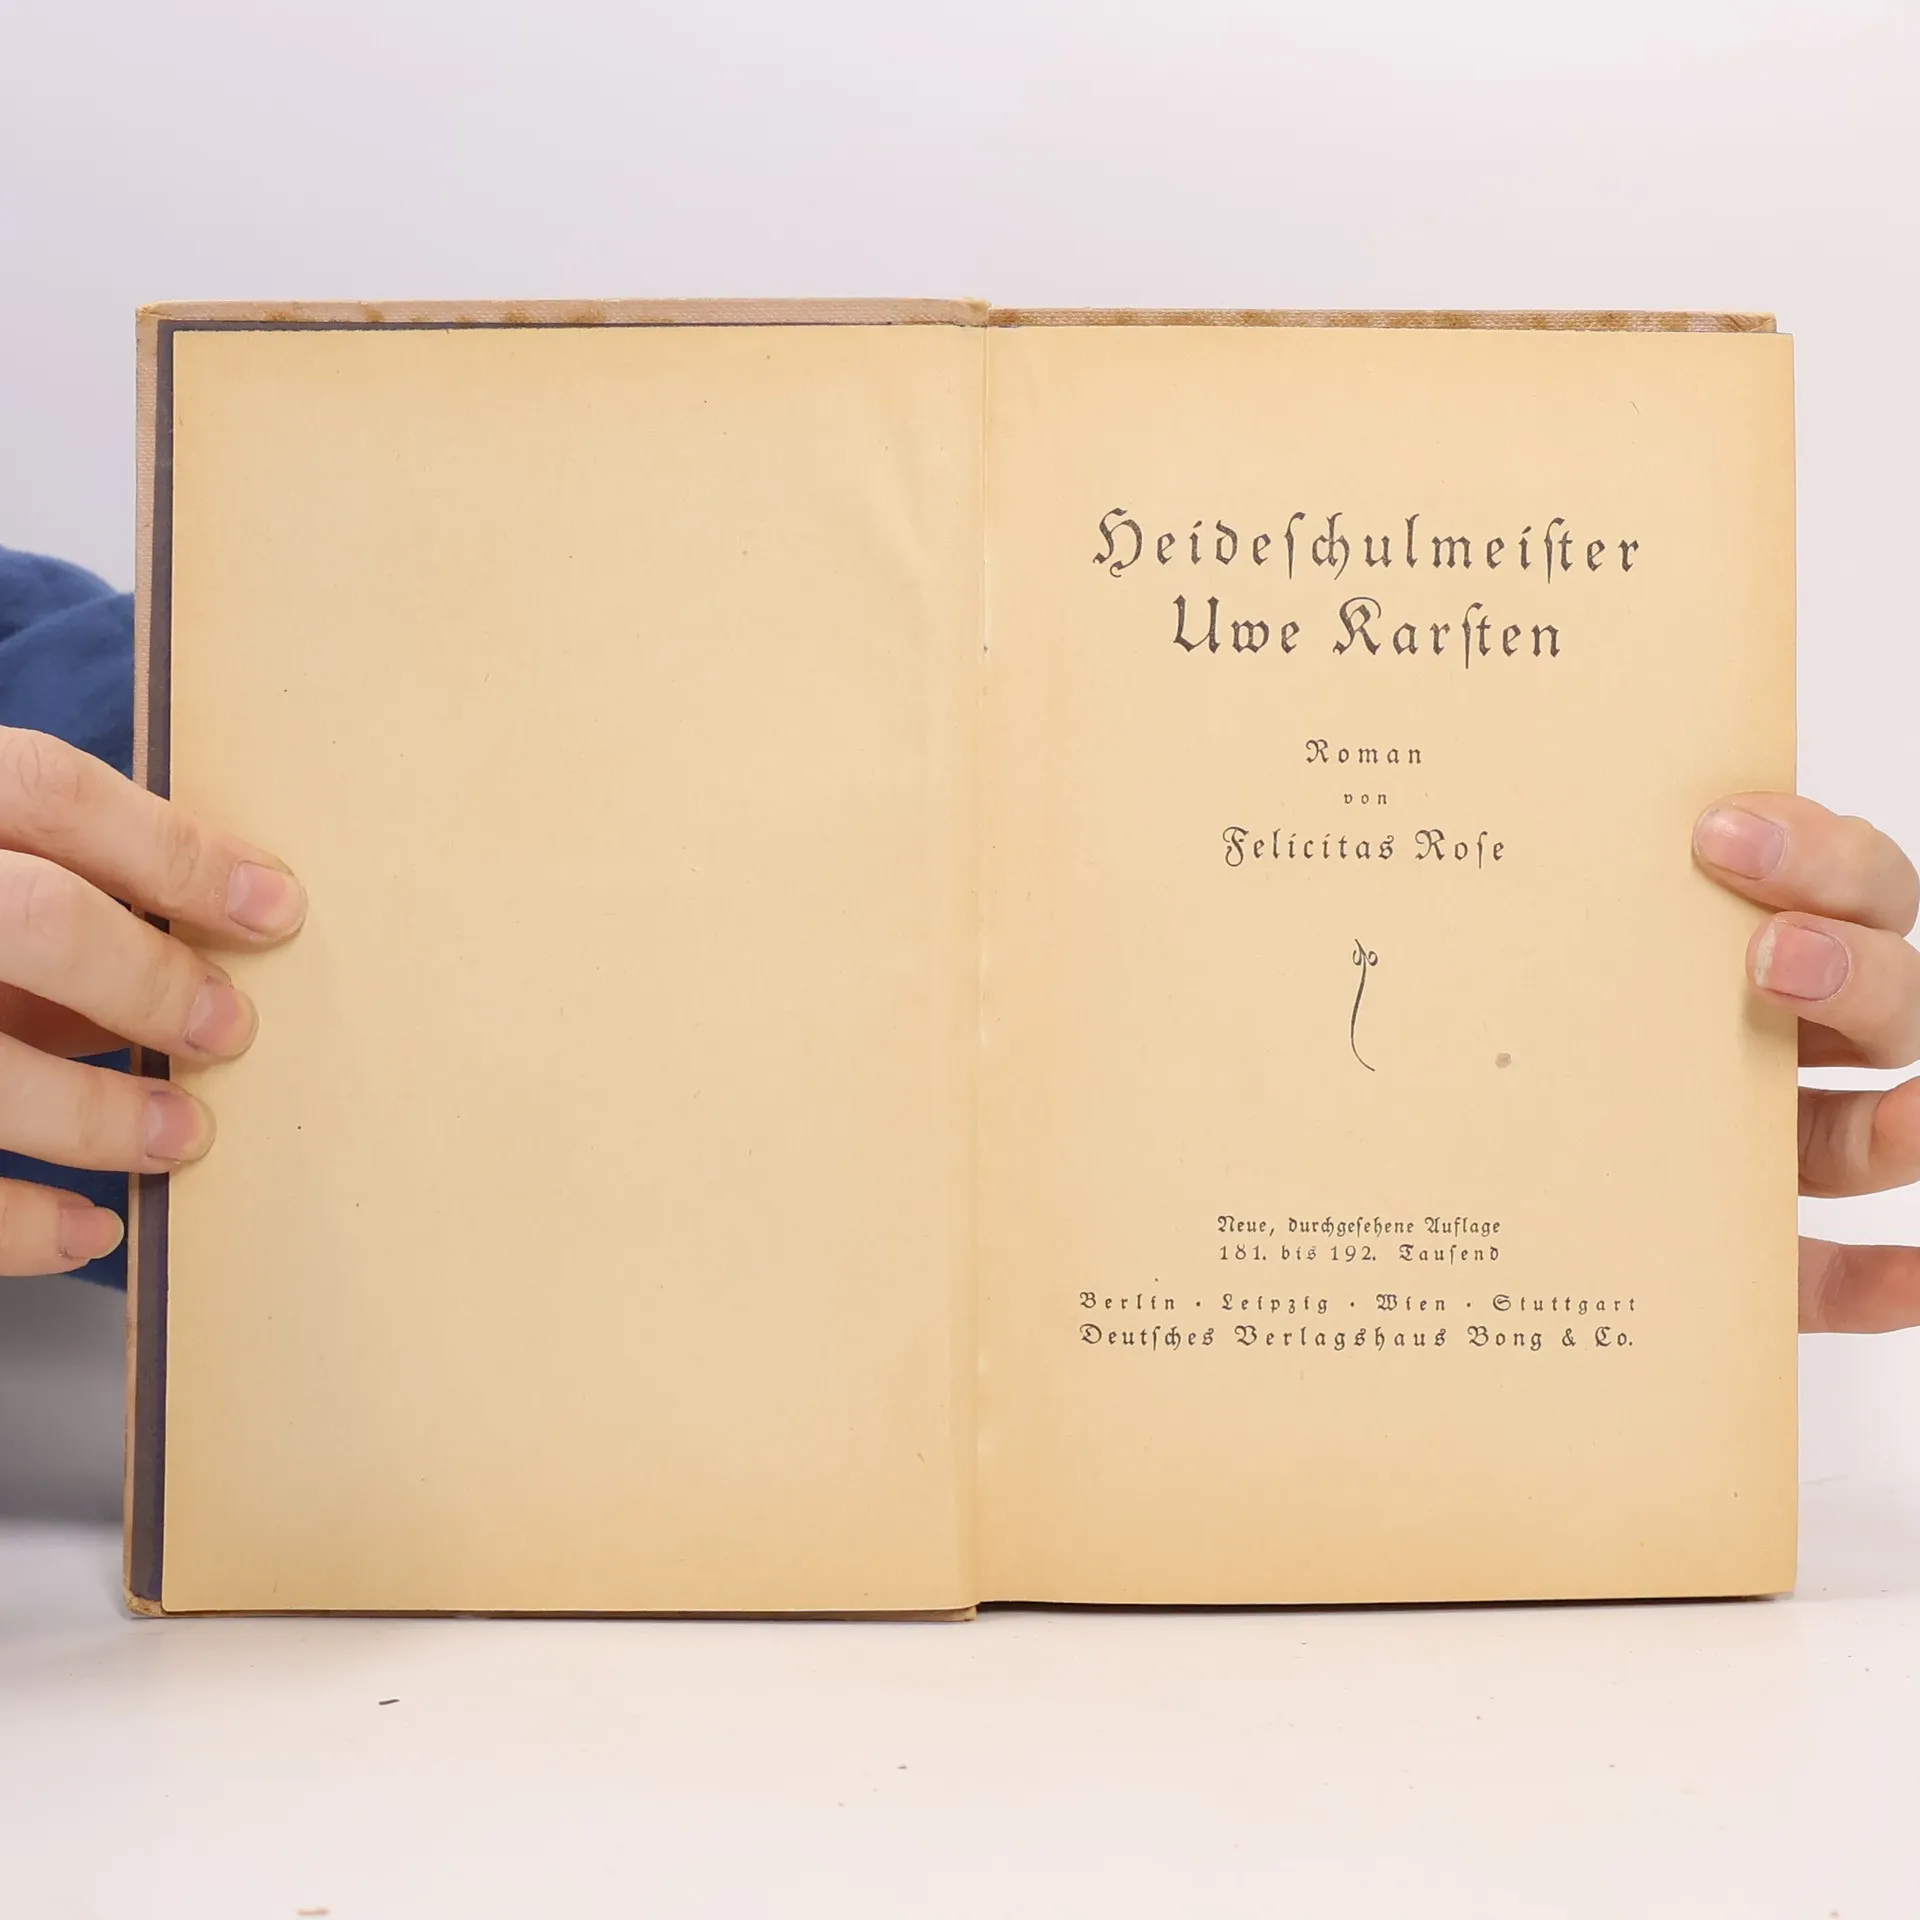 Heideſchulmeiſter
Uwe Karſten
Roman
von
Felicitas Roſe
Neue, durchgeſehene Auflage
181. bis 192. Tauſend
Berlin · Leipzig · Wien · Stuttgart
Deutſches Verlagshaus Bong & Co.